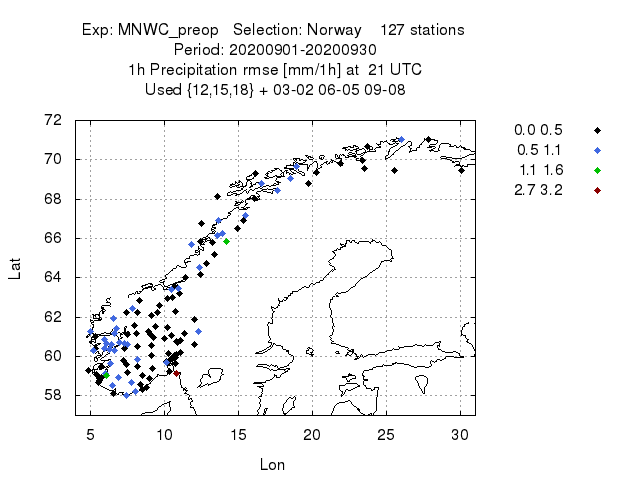 Exp: MNWC_preop   Selection: Norway    127 stations
Period: 20200901-20200930
1h Precipitation rmse [mm/1h] at  21 UTC
Used {12,15,18} + 03-02 06-05 09-08
72
70
68
66
64
62
60
58
Lat
5 10 15 20 25 30
Lon
0.0 0.5
0.5 1.1
1.1 1.6
2.7 3.2